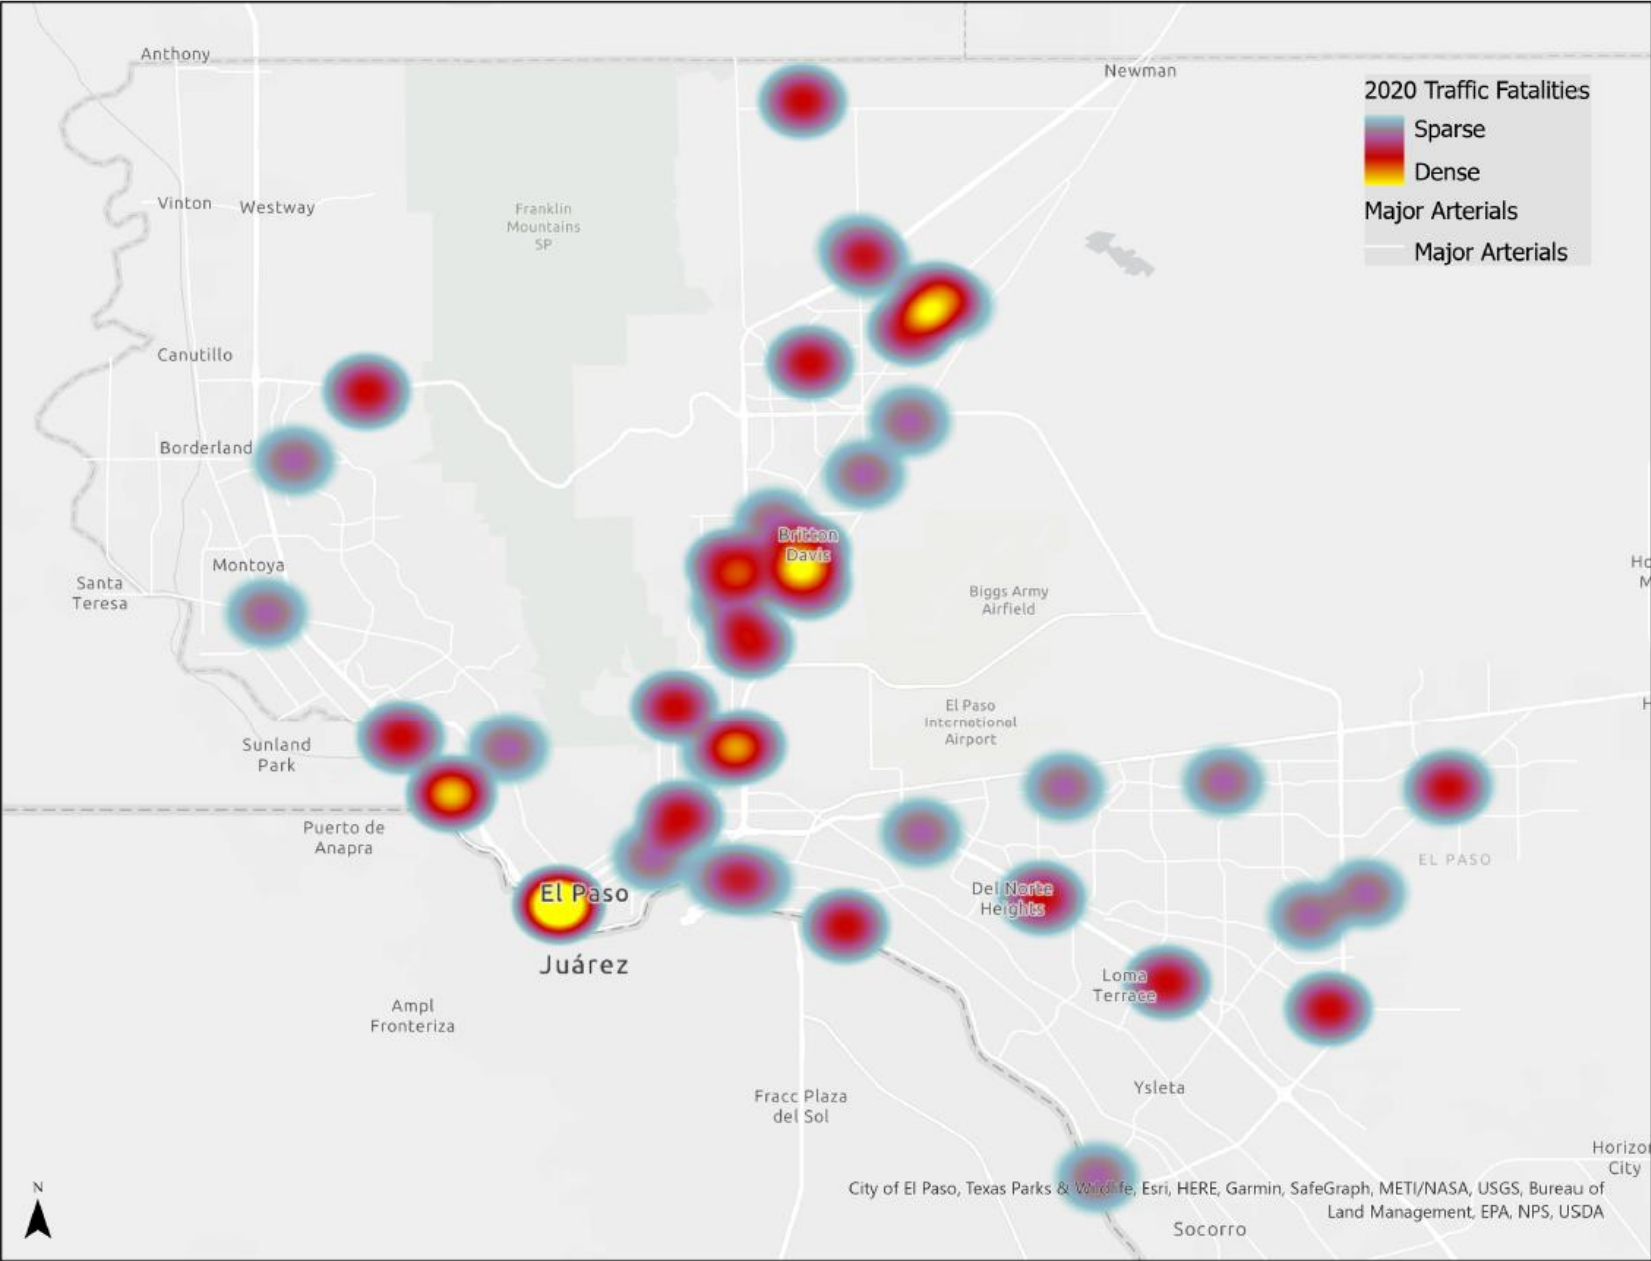 Anthony
Newman
2020 Traffic Fatalities
Sparse
Dense
Major Arterials
Major Arterials
Vinton
Westway
Franklin
Mountains
SP
Canutillo
Borderland
Britton
Davis
Montoya
Santa
Teresa
Biggs Army
Airfield
Ho
M
El Paso
International
Airport
H
Sunland
Park
Puerto de
Anapra
EL PASO
El Paso
Del Norte
Heights
Juárez
Loma
Terrace
Ampl
Fronteriza
Ysleta
Fracc Plaza
del Sol
Horizon
City
N
City of El Paso, Texas Parks & Wildlife, Esri, HERE, Garmin, SafeGraph, METI/NASA, USGS, Bureau of
Land Management, EPA, NPS, USDA
Socorro